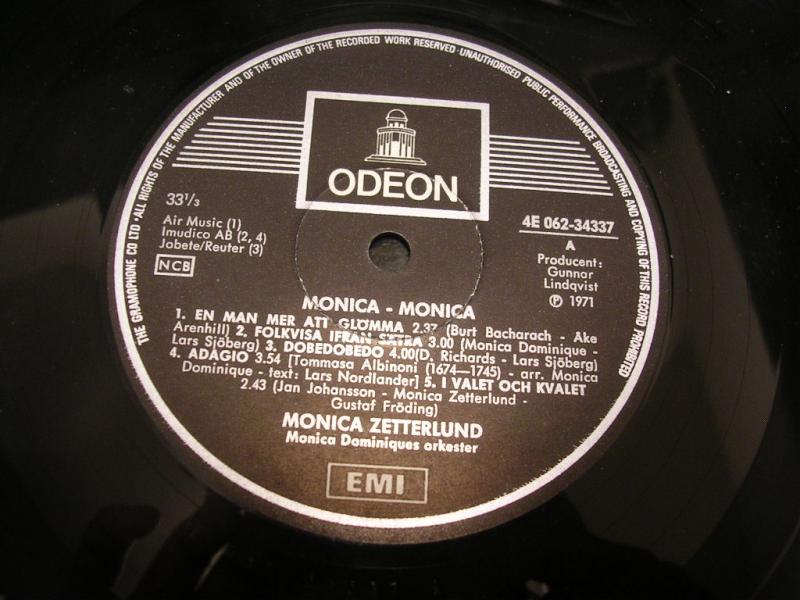 THE GRAMOPHONE CO LTD · ALL RIGHTS OF THE MANUFACTURER AND OF THE OWNER OF THE RECORDED WORK RESERVED · UNAUTHORISED PUBLIC PERFORMANCE BROADCASTING AND COPYING OF THIS RECORD PROHIBITED
ODEON
33 1/3
Air Music (1)
Imudico AB (2, 4)
Jobete/Reuter (3)
NCB
4E 062-34337
A
Producent:
Gunnar
Lindqvist
Ⓟ 1971
MONICA - MONICA
1. EN MAN MER ATT GLÖMMA 2.37 (Burt Bacharach - Ake
Arenhill) 2. FOLKVISA IFRÅN SÄTRA 3.00 (Monica Dominique -
Lars Sjöberg) 3. DOBEDOBEDO 4.00(D. Richards - Lars Sjöberg)
4. ADAGIO 3.54 [Tommasa Albinoni (1674—1745) - arr. Monica
Dominique - text: Lars Nordlander] 5. I VALET OCH KVALET
2.43 (Jan Johansson - Monica Zetterlund -
Gustaf Fröding)
MONICA ZETTERLUND
Monica Dominiques orkester
EMI